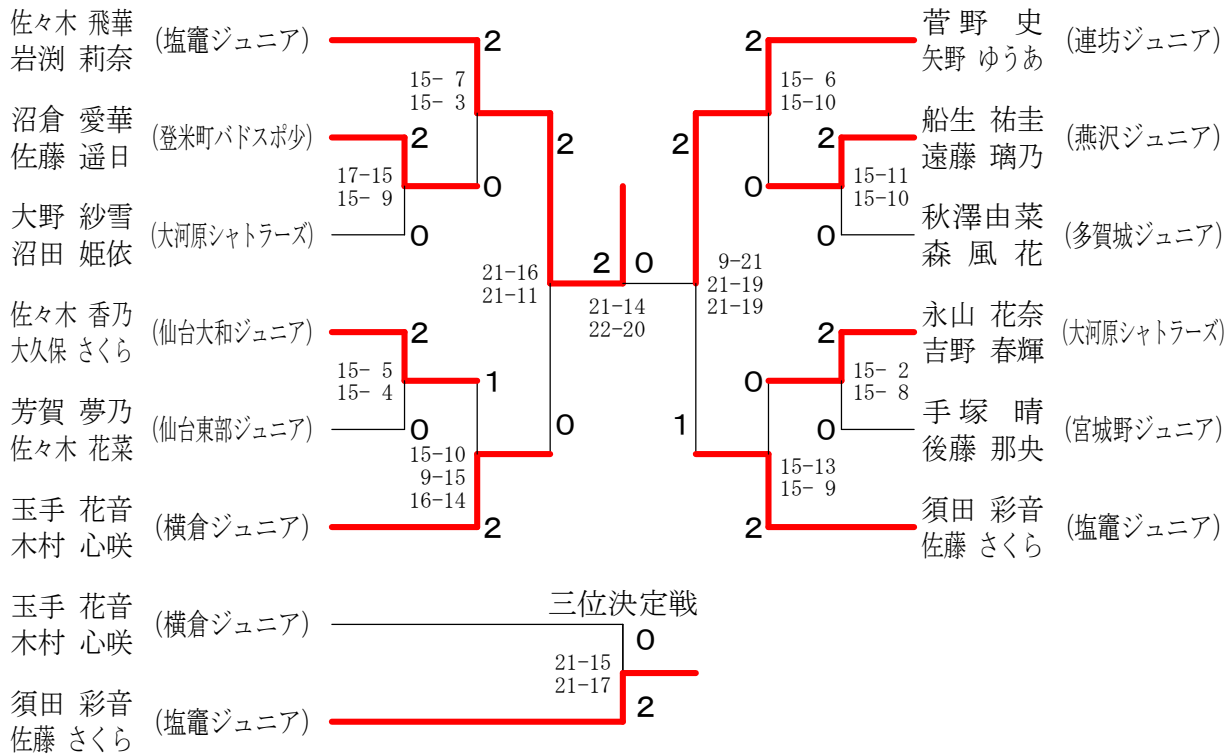 佐々木 飛華
岩渕 莉奈
(塩竈ジュニア)
2
15- 7
15- 3
沼倉 愛華
佐藤 遥日
(登米町バドスポ少)
2
17-15
15- 9
0
大野 紗雪
沼田 姫依
(大河原シャトラーズ)
0
2
21-16
21-11
佐々木 香乃
大久保 さくら
(仙台大和ジュニア)
2
15- 5
15- 4
1
芳賀 夢乃
佐々木 花菜
(仙台東部ジュニア)
0
0
15-10
9-15
16-14
玉手 花音
木村 心咲
(横倉ジュニア)
2
2
0
21-14
22-20
2
菅野 史
矢野 ゆうあ
(連坊ジュニア)
2
15- 6
15-10
船生 祐圭
遠藤 璃乃
(燕沢ジュニア)
2
0
15-11
15-10
秋澤由菜
森 風 花
(多賀城ジュニア)
0
2
9-21
21-19
21-19
永山 花奈
吉野 春輝
(大河原シャトラーズ)
2
0
15- 2
15- 8
手塚 晴
後藤 那央
(宮城野ジュニア)
0
1
15-13
15- 9
須田 彩音
佐藤 さくら
(塩竈ジュニア)
三位決定戦
玉手 花音
木村 心咲
(横倉ジュニア)
0
21-15
21-17
須田 彩音
佐藤 さくら
(塩竈ジュニア)
2